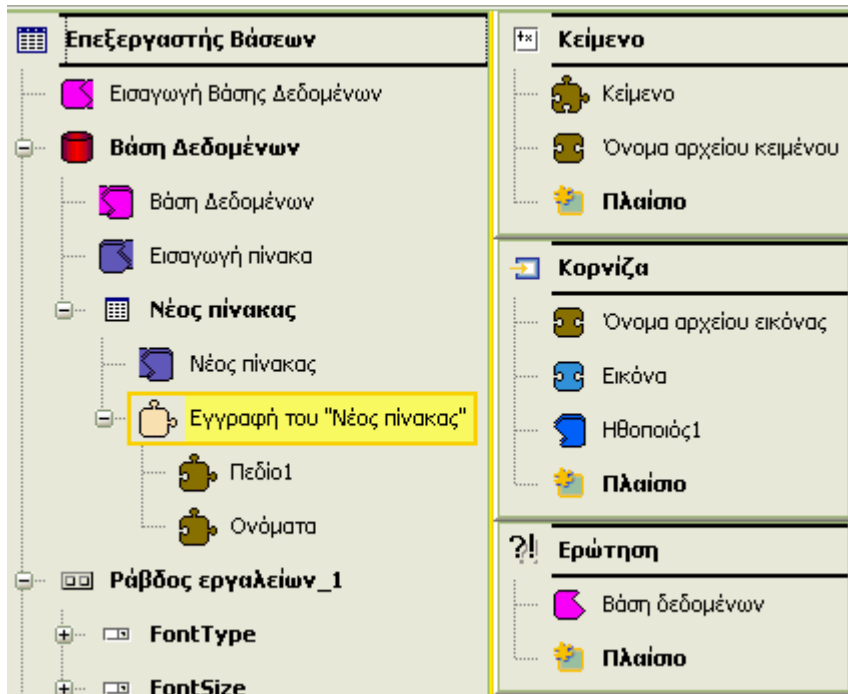 Επεξεργαστής Βάσεων
Εισαγωγή Βάσης Δεδομένων
Βάση Δεδομένων
Βάση Δεδομένων
Εισαγωγή πίνακα
Νέος πίνακας
Νέος πίνακας
Εγγραφή του "Νέος πίνακας"
Πεδίο1
Ονόματα
Ράβδος εργαλείων_1
FontType
FontSize
Κείμενο
Κείμενο
Όνομα αρχείου κειμένου
Πλαίσιο
Κορνίζα
Όνομα αρχείου εικόνας
Εικόνα
Ηθοποιός1
Πλαίσιο
?! Ερώτηση
Βάση δεδομένων
Πλαίσιο